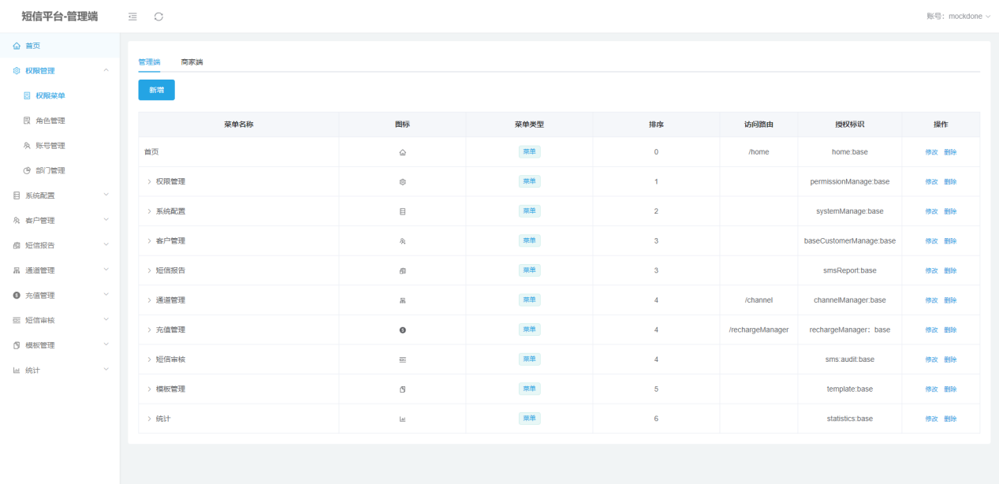 短信平台-管理端
账号：mockdone
首页
权限管理
权限菜单
角色管理
账号管理
部门管理
系统配置
客户管理
短信报告
通道管理
充值管理
短信审核
模板管理
统计
管理端 商家端
新增
菜单名称 图标 菜单类型 排序 访问路由 授权标识 操作
首页 菜单 0 /home home:base 修改 删除
权限管理 菜单 1 permissionManage:base 修改 删除
系统配置 菜单 2 systemManage:base 修改 删除
客户管理 菜单 3 baseCustomerManage:base 修改 删除
短信报告 菜单 3 smsReport:base 修改 删除
通道管理 菜单 4 /channel channelManager:base 修改 删除
充值管理 菜单 4 /rechargeManager rechargeManager：base 修改 删除
短信审核 菜单 4 sms:audit:base 修改 删除
模板管理 菜单 5 template:base 修改 删除
统计 菜单 6 statistics:base 修改 删除